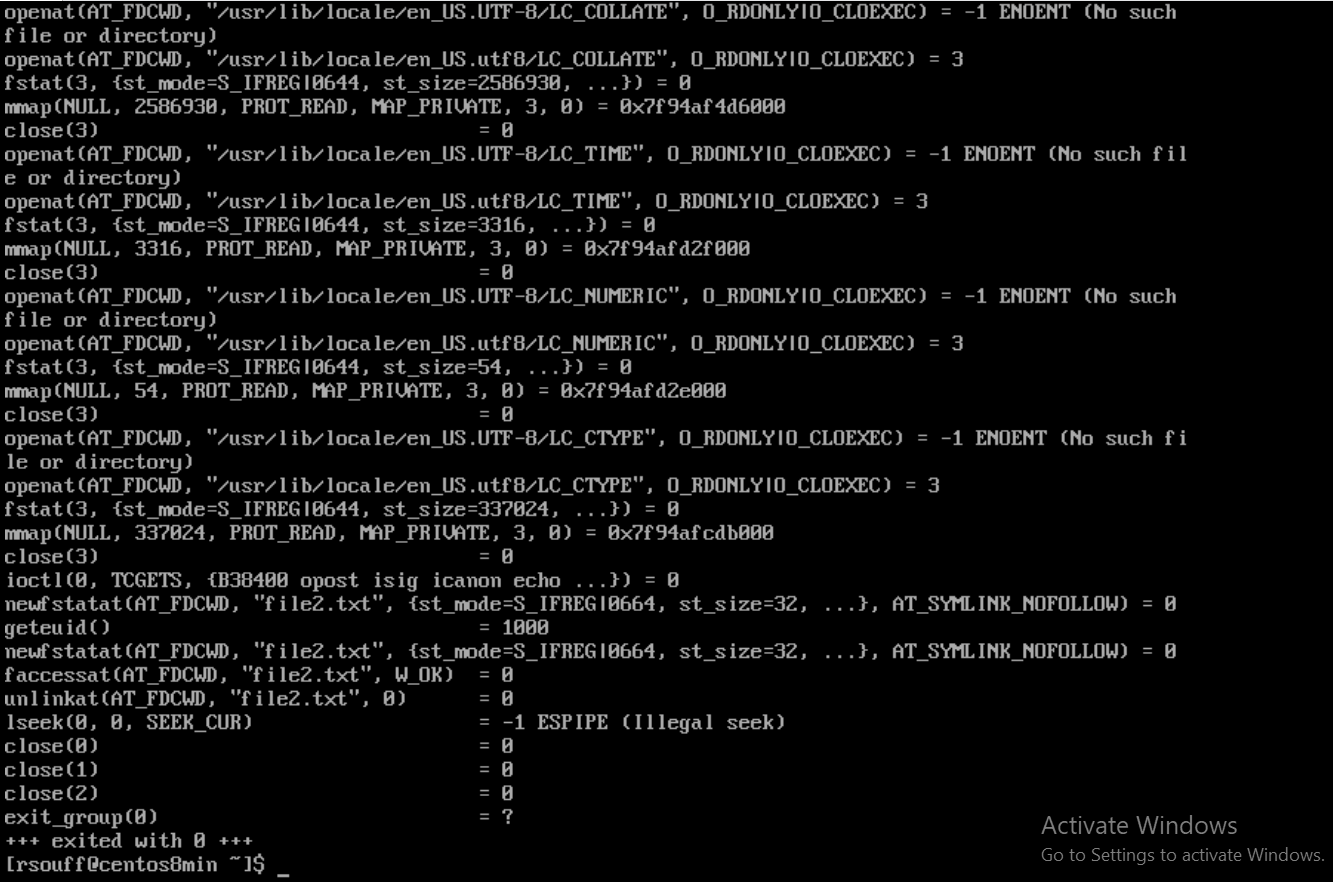 openat(AT_FDCWD, "/usr/lib/locale/en_US.UTF-8/LC_COLLATE", O_RDONLY|O_CLOEXEC) = -1 ENOENT (No such
file or directory)
openat(AT_FDCWD, "/usr/lib/locale/en_US.utf8/LC_COLLATE", O_RDONLY|O_CLOEXEC) = 3
fstat(3, {st_mode=S_IFREG|0644, st_size=2586930, ...}) = 0
mmap(NULL, 2586930, PROT_READ, MAP_PRIVATE, 3, 0) = 0x7f94af4d6000
close(3)                                = 0
openat(AT_FDCWD, "/usr/lib/locale/en_US.UTF-8/LC_TIME", O_RDONLY|O_CLOEXEC) = -1 ENOENT (No such fil
e or directory)
openat(AT_FDCWD, "/usr/lib/locale/en_US.utf8/LC_TIME", O_RDONLY|O_CLOEXEC) = 3
fstat(3, {st_mode=S_IFREG|0644, st_size=3316, ...}) = 0
mmap(NULL, 3316, PROT_READ, MAP_PRIVATE, 3, 0) = 0x7f94afd2f000
close(3)                                = 0
openat(AT_FDCWD, "/usr/lib/locale/en_US.UTF-8/LC_NUMERIC", O_RDONLY|O_CLOEXEC) = -1 ENOENT (No such
file or directory)
openat(AT_FDCWD, "/usr/lib/locale/en_US.utf8/LC_NUMERIC", O_RDONLY|O_CLOEXEC) = 3
fstat(3, {st_mode=S_IFREG|0644, st_size=54, ...}) = 0
mmap(NULL, 54, PROT_READ, MAP_PRIVATE, 3, 0) = 0x7f94afd2e000
close(3)                                = 0
openat(AT_FDCWD, "/usr/lib/locale/en_US.UTF-8/LC_CTYPE", O_RDONLY|O_CLOEXEC) = -1 ENOENT (No such fi
le or directory)
openat(AT_FDCWD, "/usr/lib/locale/en_US.utf8/LC_CTYPE", O_RDONLY|O_CLOEXEC) = 3
fstat(3, {st_mode=S_IFREG|0644, st_size=337024, ...}) = 0
mmap(NULL, 337024, PROT_READ, MAP_PRIVATE, 3, 0) = 0x7f94afcdb000
close(3)                                = 0
ioctl(0, TCGETS, {B38400 opost isig icanon echo ...}) = 0
newfstatat(AT_FDCWD, "file2.txt", {st_mode=S_IFREG|0664, st_size=32, ...}, AT_SYMLINK_NOFOLLOW) = 0
geteuid()                               = 1000
newfstatat(AT_FDCWD, "file2.txt", {st_mode=S_IFREG|0664, st_size=32, ...}, AT_SYMLINK_NOFOLLOW) = 0
faccessat(AT_FDCWD, "file2.txt", W_OK)  = 0
unlinkat(AT_FDCWD, "file2.txt", 0)      = 0
lseek(0, 0, SEEK_CUR)                   = -1 ESPIPE (Illegal seek)
close(0)                                = 0
close(1)                                = 0
close(2)                                = 0
exit_group(0)                           = ?
+++ exited with 0 +++
[rsouff@centos8min ~]$ _
Activate Windows
Go to Settings to activate Windows.